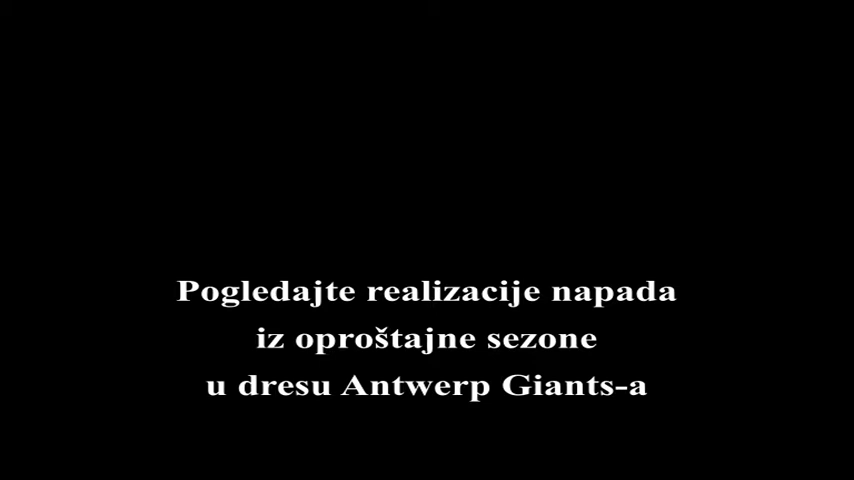 Pogledajte realizacije napada
iz oproštajne sezone
u dresu Antwerp Giants-a